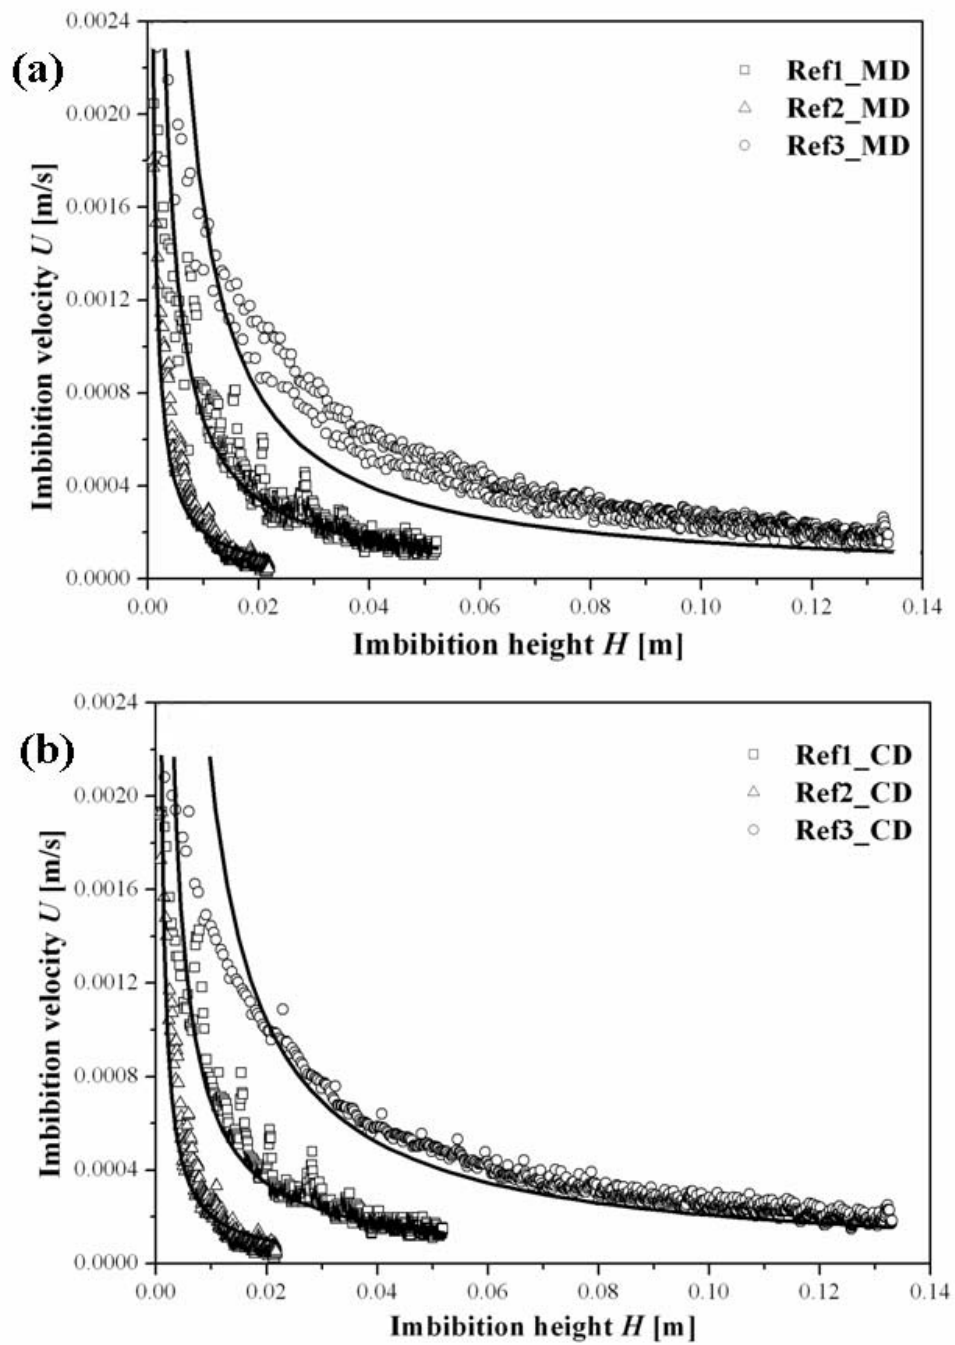 (a)
0.0024
0.0020
0.0016
0.0012
0.0008
0.0004
0.0000
Imbibition velocity U [m/s]
Ref1_MD
Ref2_MD
Ref3_MD
0.00 0.02 0.04 0.06 0.08 0.10 0.12 0.14
Imbibition height H [m]
(b)
0.0024
0.0020
0.0016
0.0012
0.0008
0.0004
0.0000
Imbibition velocity U [m/s]
Ref1_CD
Ref2_CD
Ref3_CD
0.00 0.02 0.04 0.06 0.08 0.10 0.12 0.14
Imbibition height H [m]